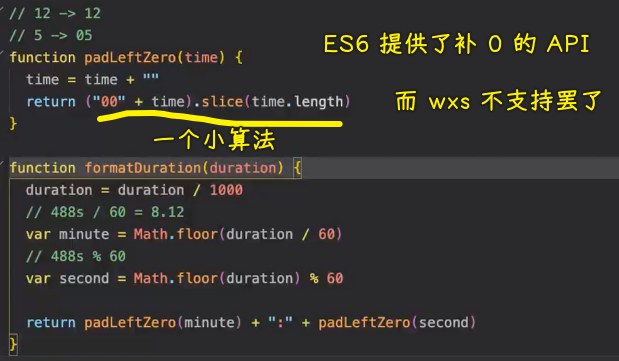 // 12 -> 12
// 5 -> 05
function padLeftZero(time) {
ES6 提供了补 0 的 API
time = time + ""
return ("00" + time).slice(time.length)
而 wxs 不支持罢了
}
一个小算法
function formatDuration(duration) {
duration = duration / 1000
// 488s / 60 = 8.12
var minute = Math.floor(duration / 60)
// 488s % 60
var second = Math.floor(duration) % 60
return padLeftZero(minute) + ":" + padLeftZero(second)
}